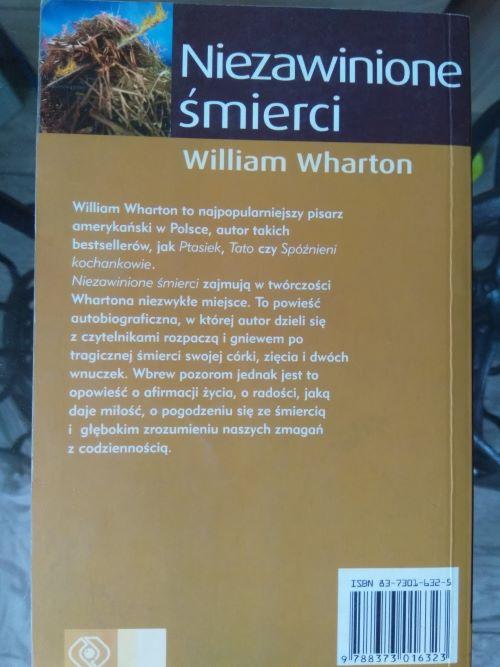 Niezawinione
śmierci
William Wharton
William Wharton to najpopularniejszy pisarz
amerykański w Polsce, autor takich
bestsellerów, jak Ptasiek, Tato czy Spóźnieni
kochankowie.
Niezawinione śmierci zajmują w twórczości
Whartona niezwykłe miejsce. To powieść
autobiograficzna, w której autor dzieli się
z czytelnikami rozpaczą i gniewem po
tragicznej śmierci swojej córki, zięcia i dwóch
wnuczek. Wbrew pozorom jednak jest to
opowieść o afirmacji życia, o radości, jaką
daje miłość, o pogodzeniu się ze śmiercią
i głębokim zrozumieniu naszych zmagań
z codziennością.
ISBN 83-7301-632-5
9 788373 016323